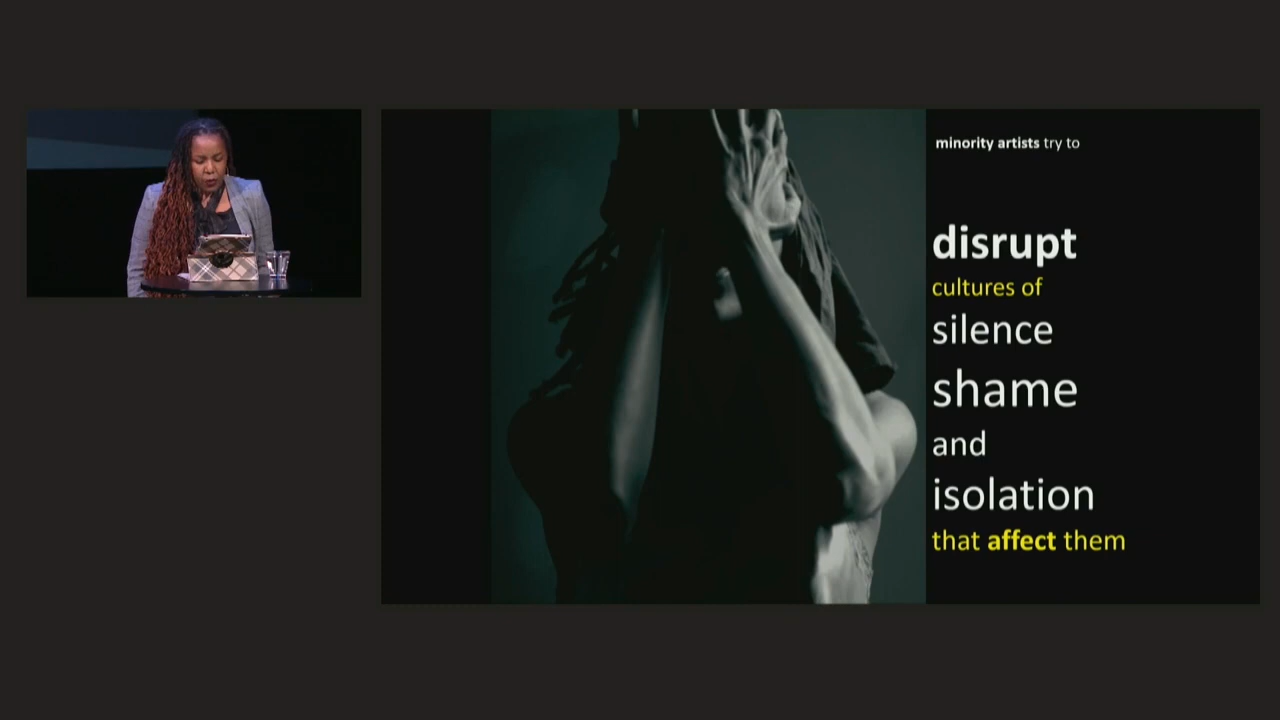 minority artists try to
disrupt
cultures of
silence
shame
and
isolation
that affect them